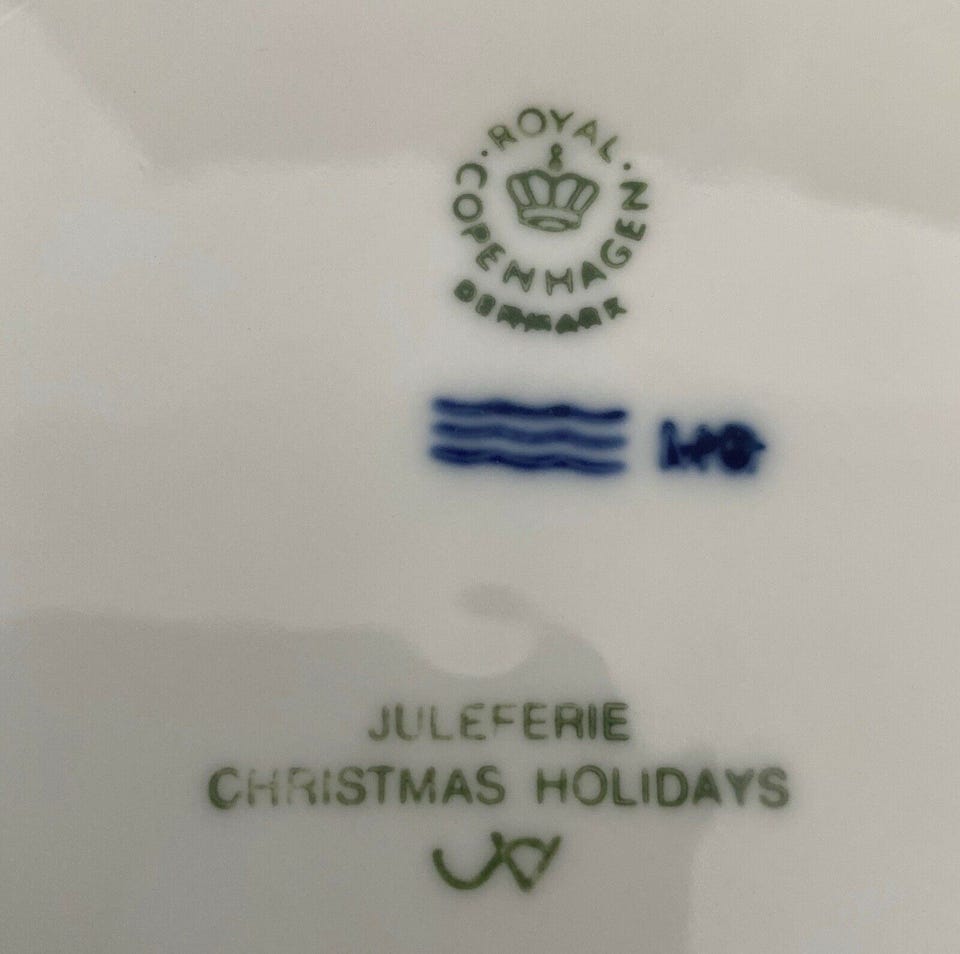 ROYAL
COPENHAGEN
DENMARK
JULEFERIE
CHRISTMAS HOLIDAYS